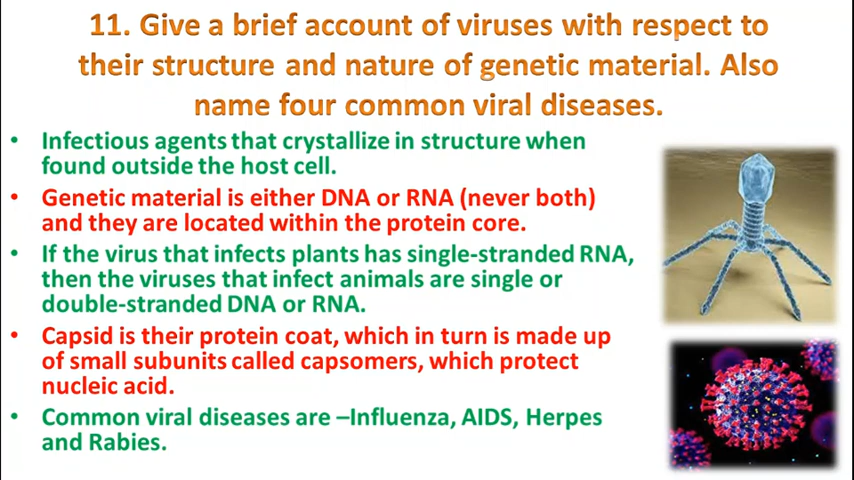 11. Give a brief account of viruses with respect to
their structure and nature of genetic material. Also
name four common viral diseases.
• Infectious agents that crystallize in structure when
found outside the host cell.
• Genetic material is either DNA or RNA (never both)
and they are located within the protein core.
• If the virus that infects plants has single-stranded RNA,
then the viruses that infect animals are single or
double-stranded DNA or RNA.
• Capsid is their protein coat, which in turn is made up
of small subunits called capsomers, which protect
nucleic acid.
• Common viral diseases are –Influenza, AIDS, Herpes
and Rabies.